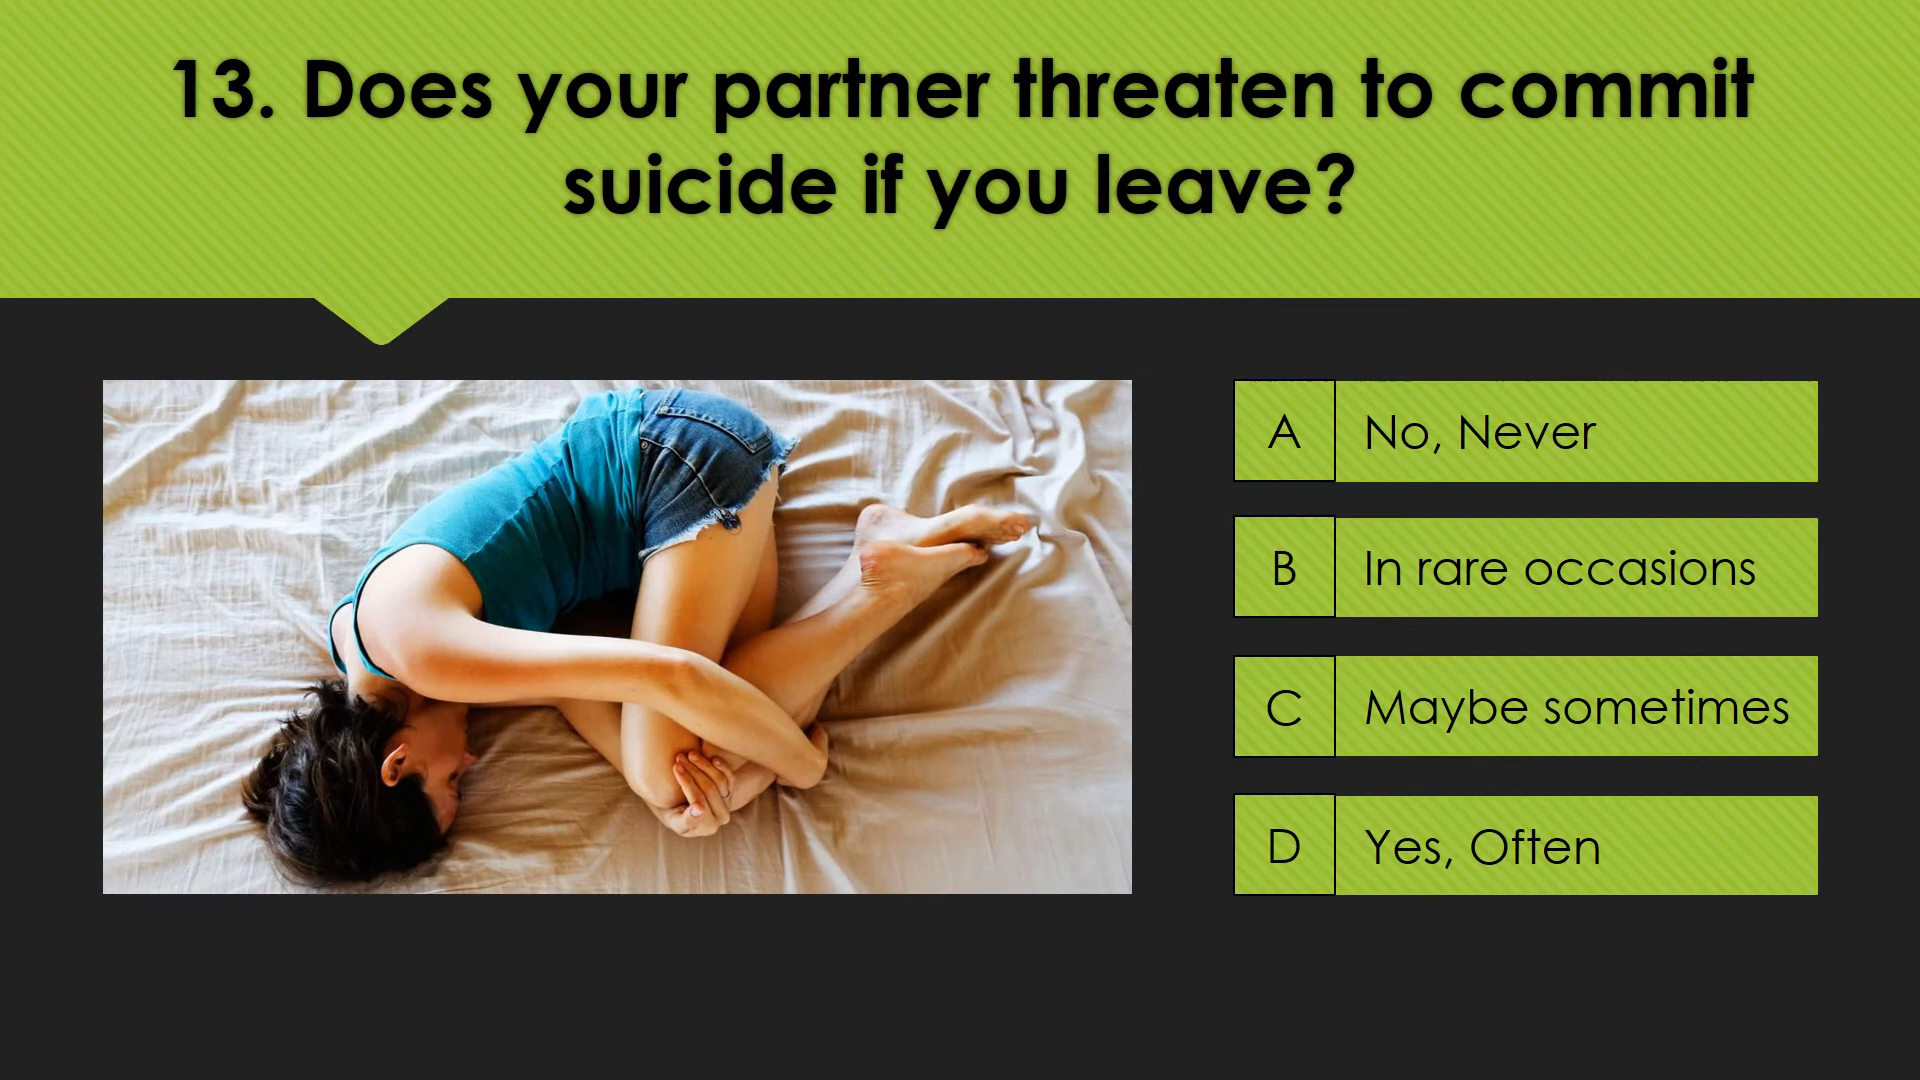 13. Does your partner threaten to commit
suicide if you leave?
A No, Never
B In rare occasions
C Maybe sometimes
D Yes, Often